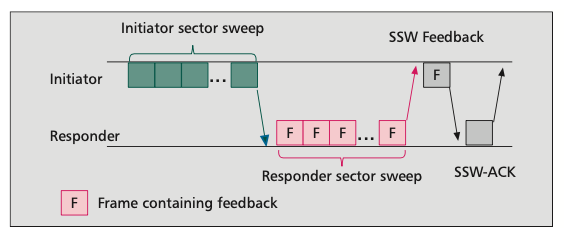 Initiator sector sweep
SSW Feedback
Initiator
... F
Responder
F F F ... F
Responder sector sweep
SSW-ACK
F Frame containing feedback